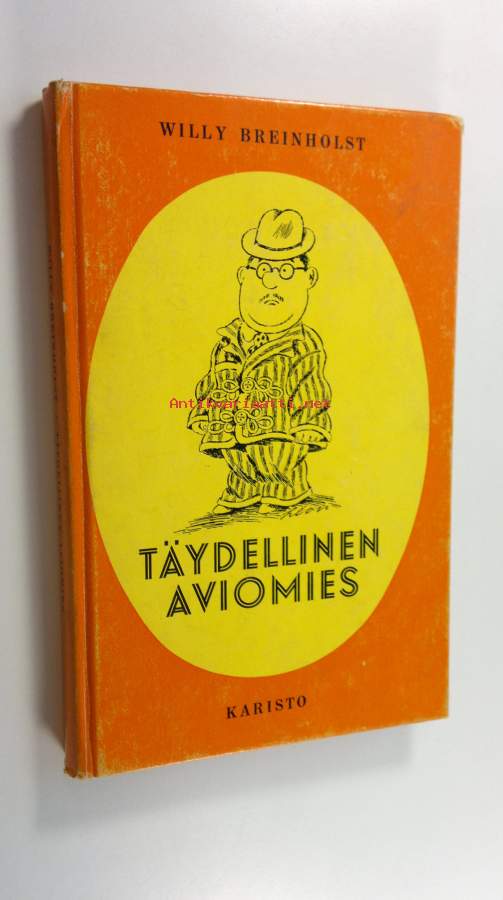 WILLY BREINHOLST
Antikvariaatti.net
TÄYDELLINEN
AVIOMIES
KARISTO